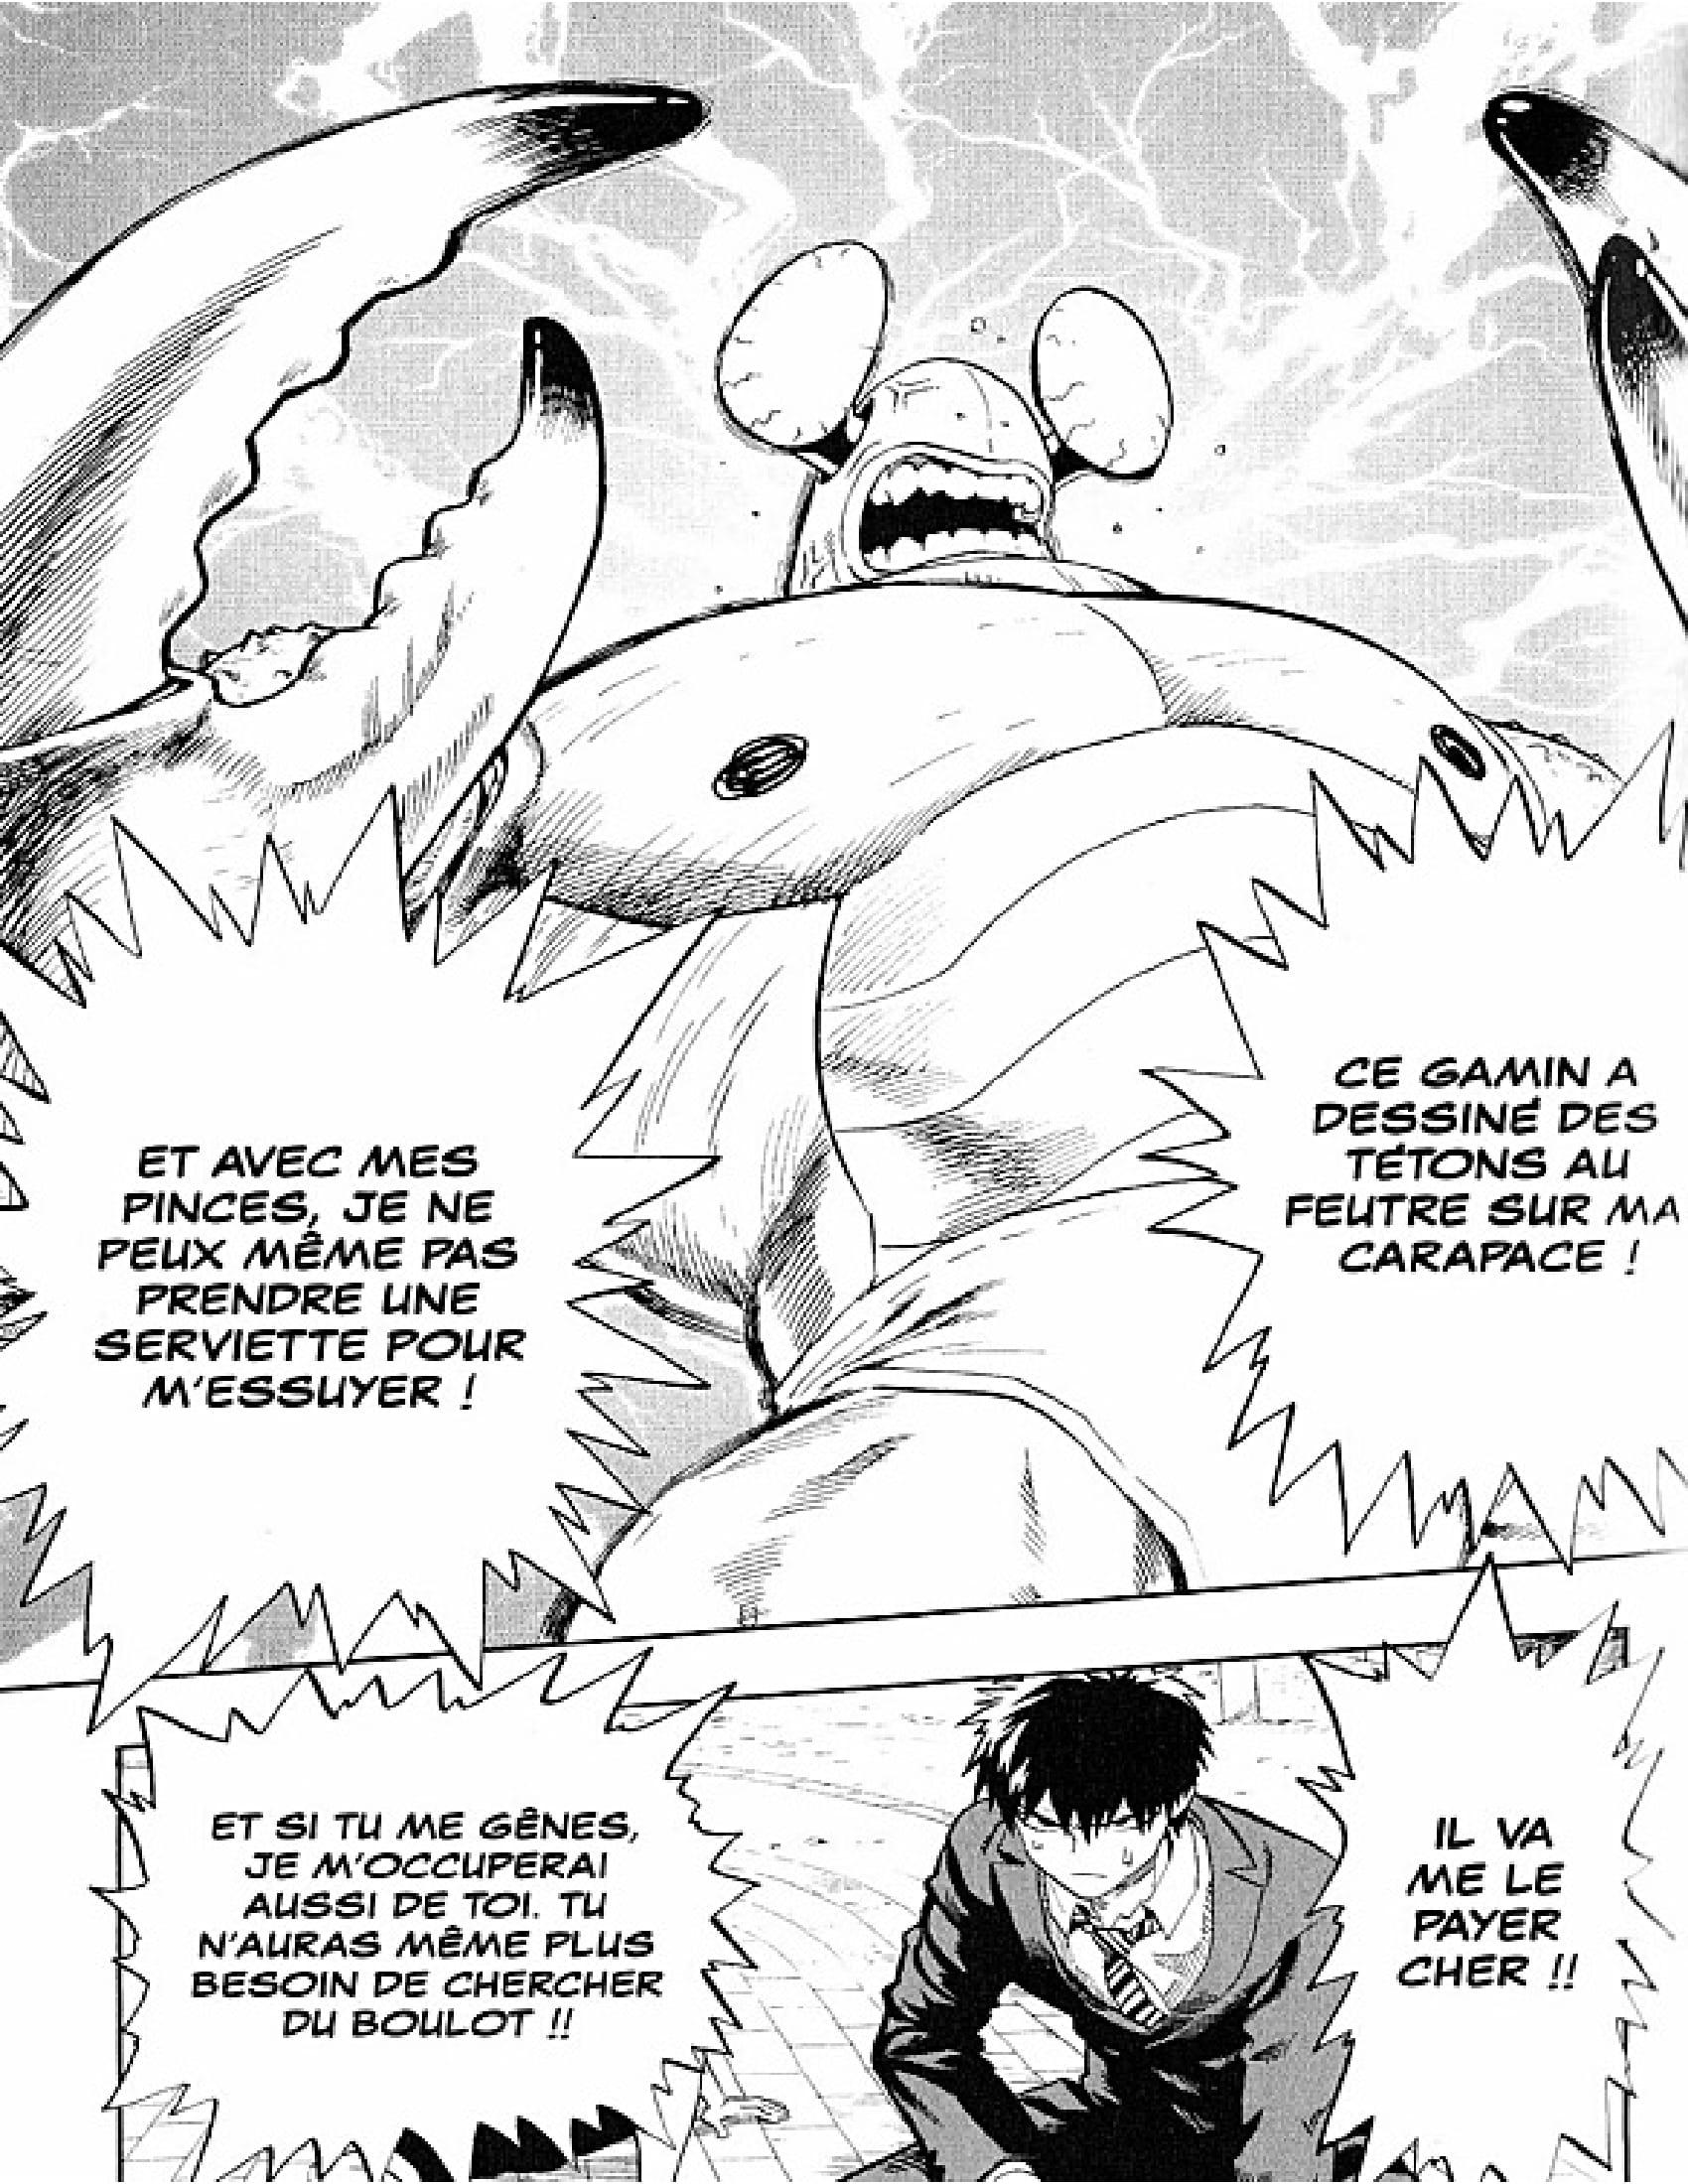 CE GAMIN A
DESSINÉ DES
TÉTONS AU
FEUTRE SUR MA
CARAPACE !
ET AVEC MES
PINCES, JE NE
PEUX MÊME PAS
PRENDRE UNE
SERVIETTE POUR
M'ESSUYER !
IL VA
ME LE
PAYER
CHER !!
ET SI TU ME GÊNES,
JE M'OCCUPERAI
AUSSI DE TOI. TU
N'AURAS MÊME PLUS
BESOIN DE CHERCHER
DU BOULOT !!